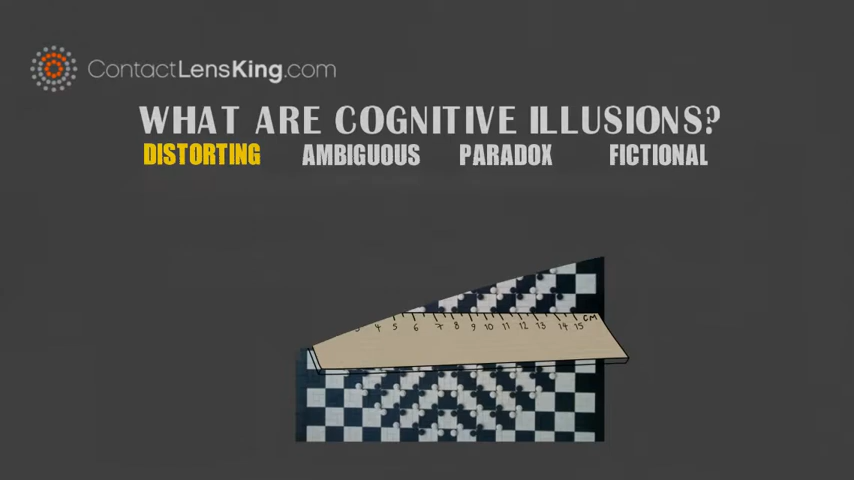 ContactLensKing.com
WHAT ARE COGNITIVE ILLUSIONS?
DISTORTING AMBIGUOUS PARADOX FICTIONAL
4 5 6 7 8 9 10 11 12 13 14 15 CM